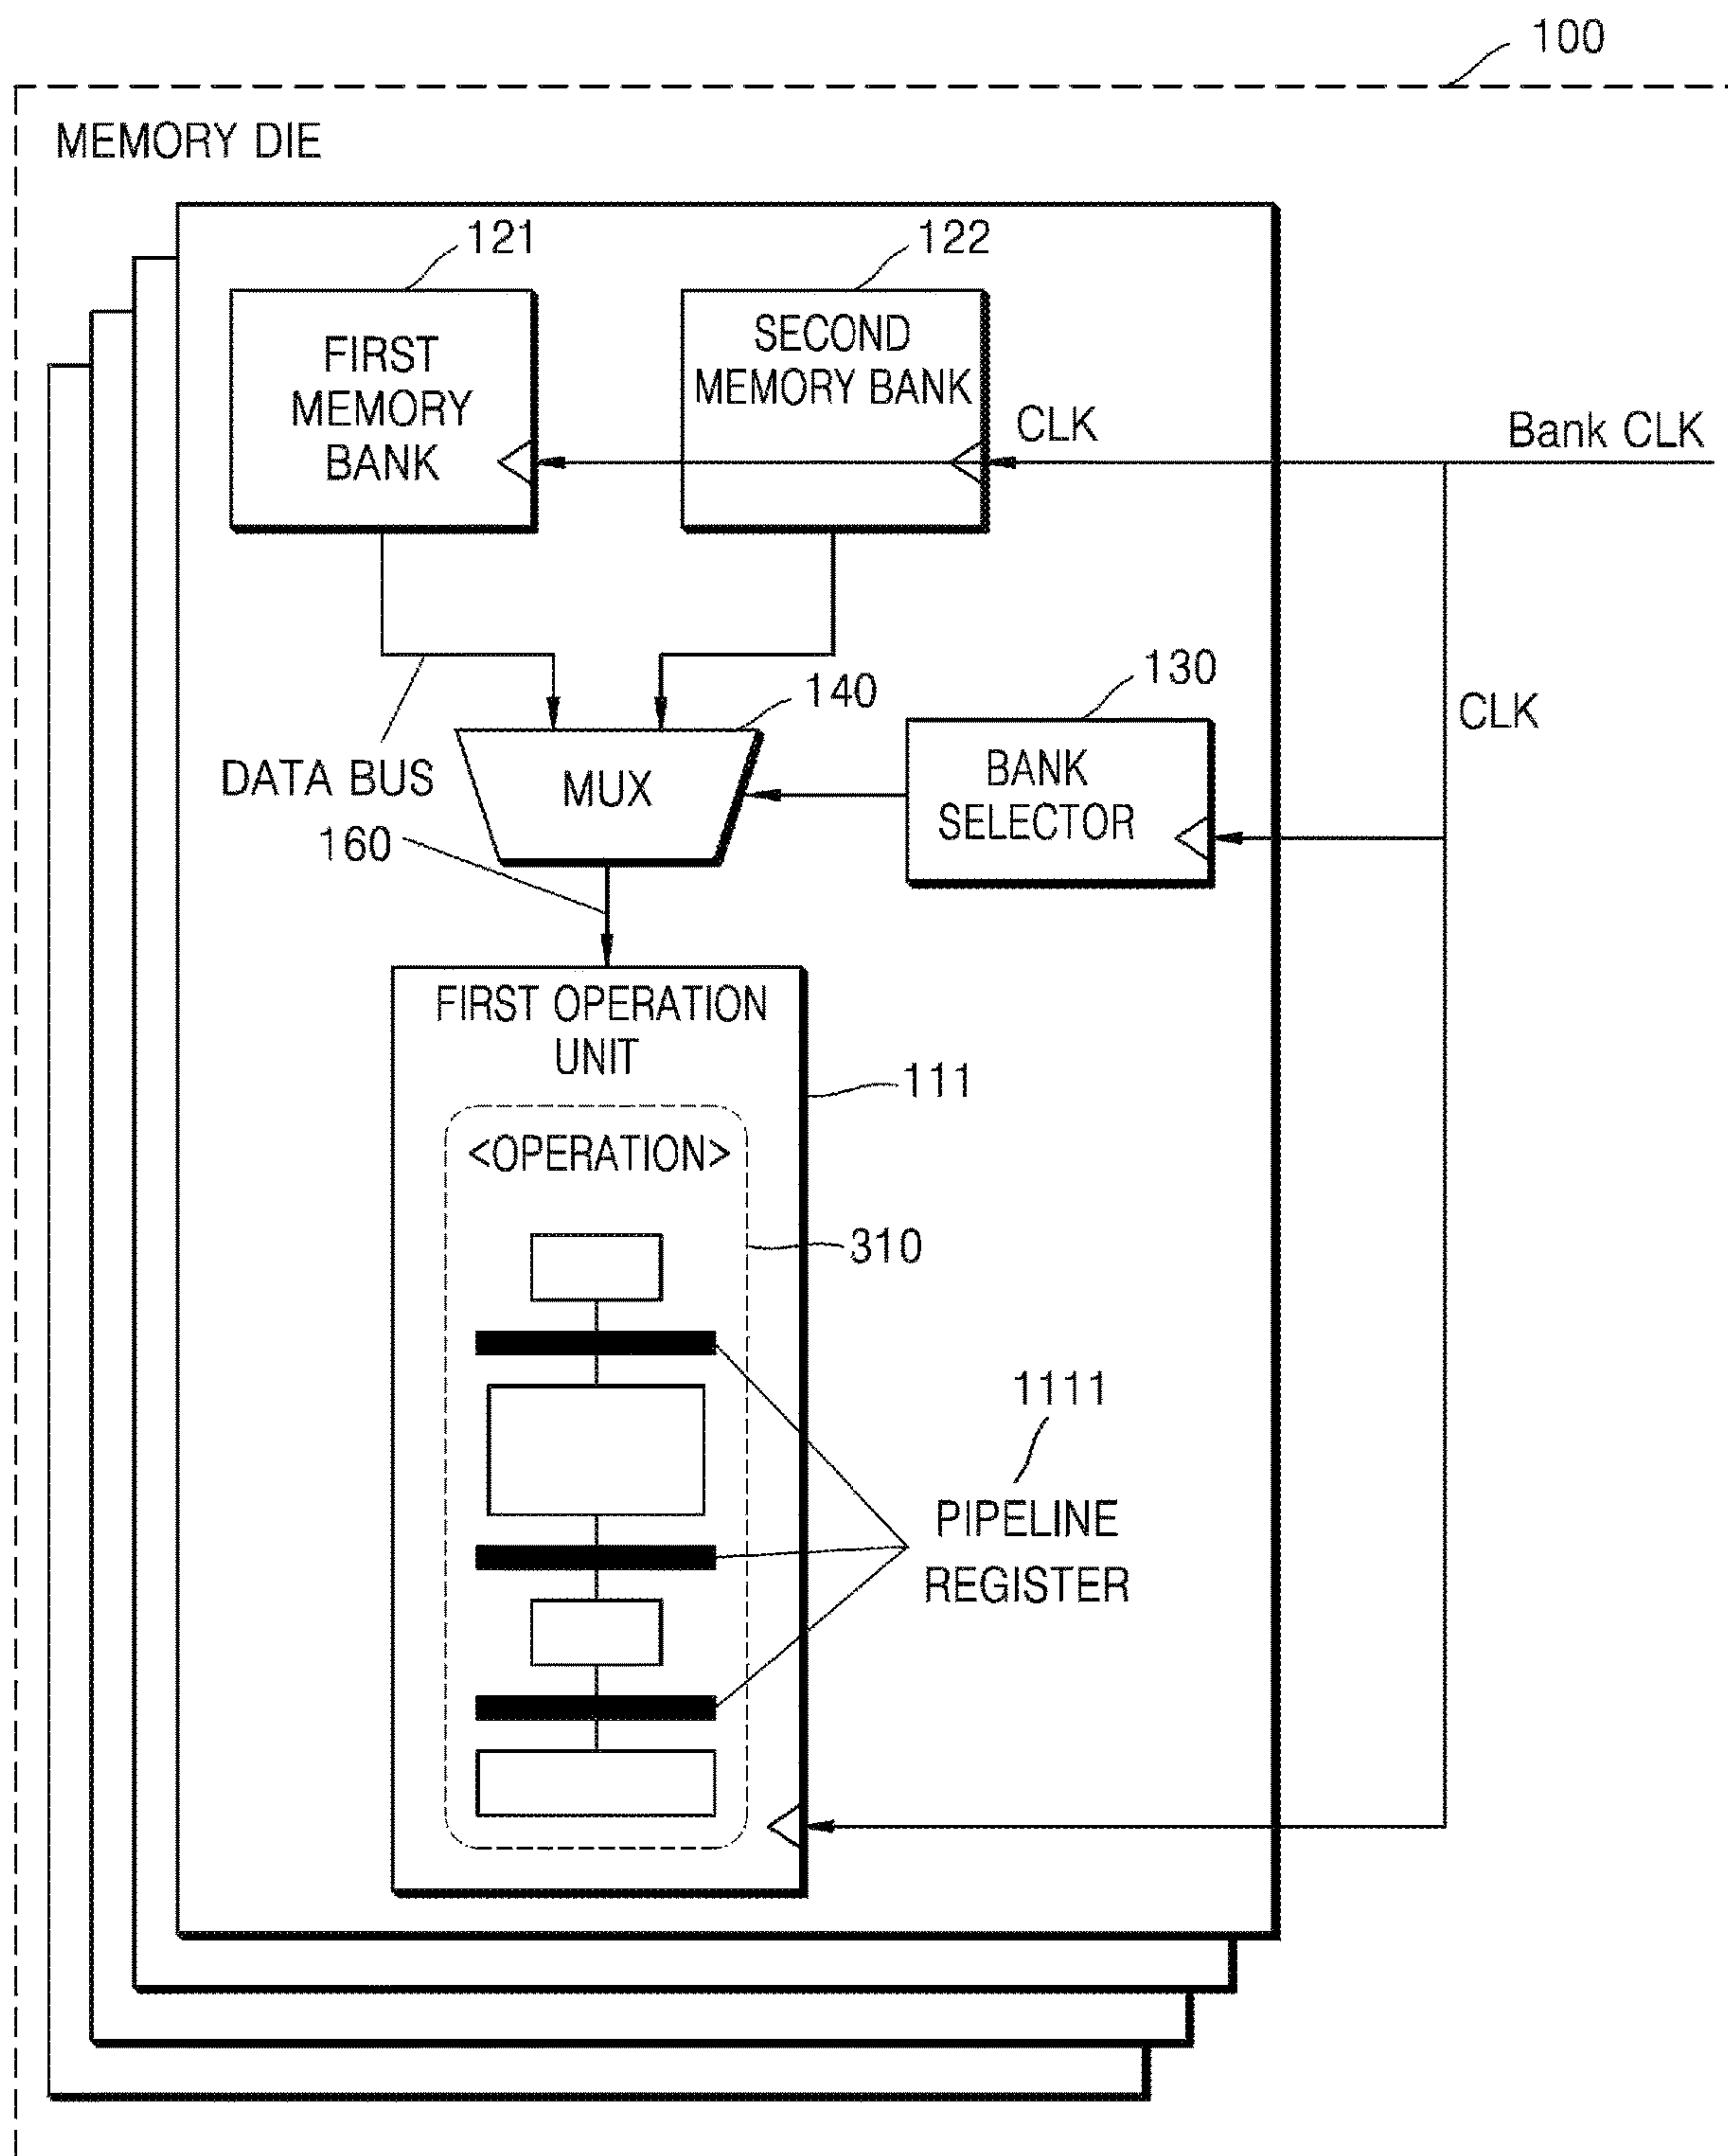 100
MEMORY DIE
121
122
FIRST
MEMORY
BANK
SECOND
MEMORY BANK
CLK
Bank CLK
130
140
CLK
DATA BUS
MUX
BANK
SELECTOR
160
FIRST OPERATION
UNIT
111
<OPERATION>
310
1111
PIPELINE
REGISTER